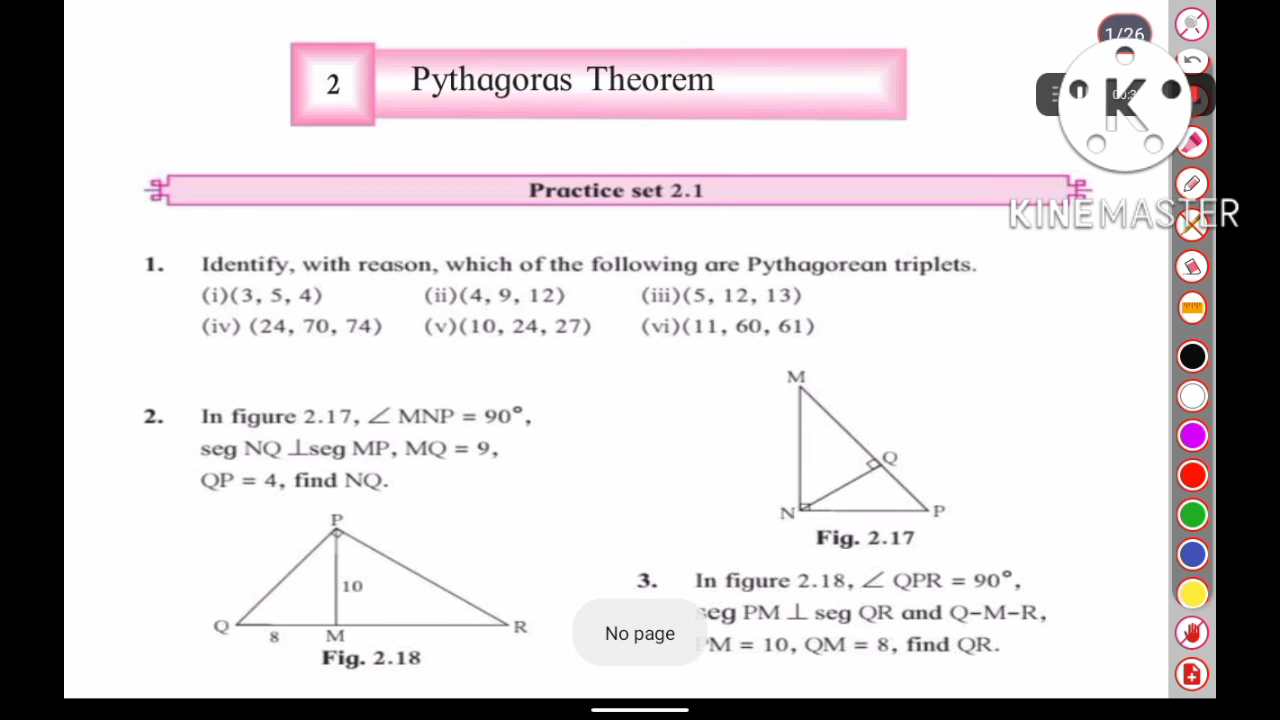 1/26
2
Pythagoras Theorem
KINEMASTER
Practice set 2.1
1. Identify, with reason, which of the following are Pythagorean triplets.
(i)(3, 5, 4) (ii)(4, 9, 12) (iii)(5, 12, 13)
(iv) (24, 70, 74) (v)(10, 24, 27) (vi)(11, 60, 61)
2. In figure 2.17, ∠ MNP = 90°,
seg NQ ⊥seg MP, MQ = 9,
QP = 4, find NQ.
M
Q
N
P
Fig. 2.17
P
10
Q
8
M
R
Fig. 2.18
3. In figure 2.18, ∠ QPR = 90°,
seg PM ⊥ seg QR and Q-M-R,
PM = 10, QM = 8, find QR.
No page